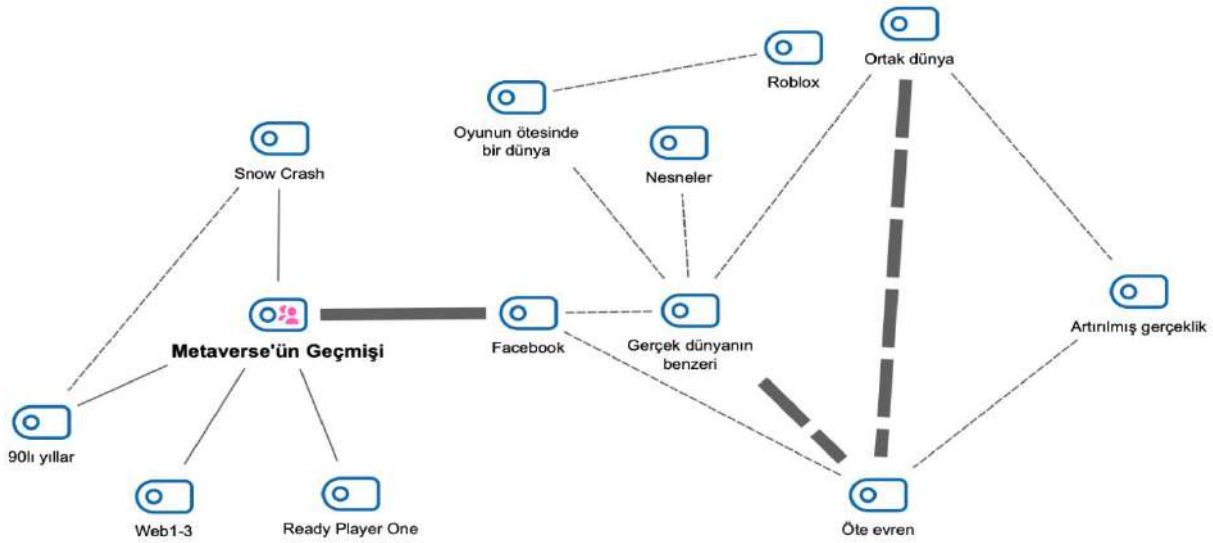 Ortak dünya
Roblox
Oyunun ötesinde
bir dünya
Snow Crash
Nesneler
Artırılmış gerçeklik
Metaverse'ün Geçmişi
Facebook
Gerçek dünyanın
benzeri
90lı yıllar
Web1-3
Ready Player One
Öte evren